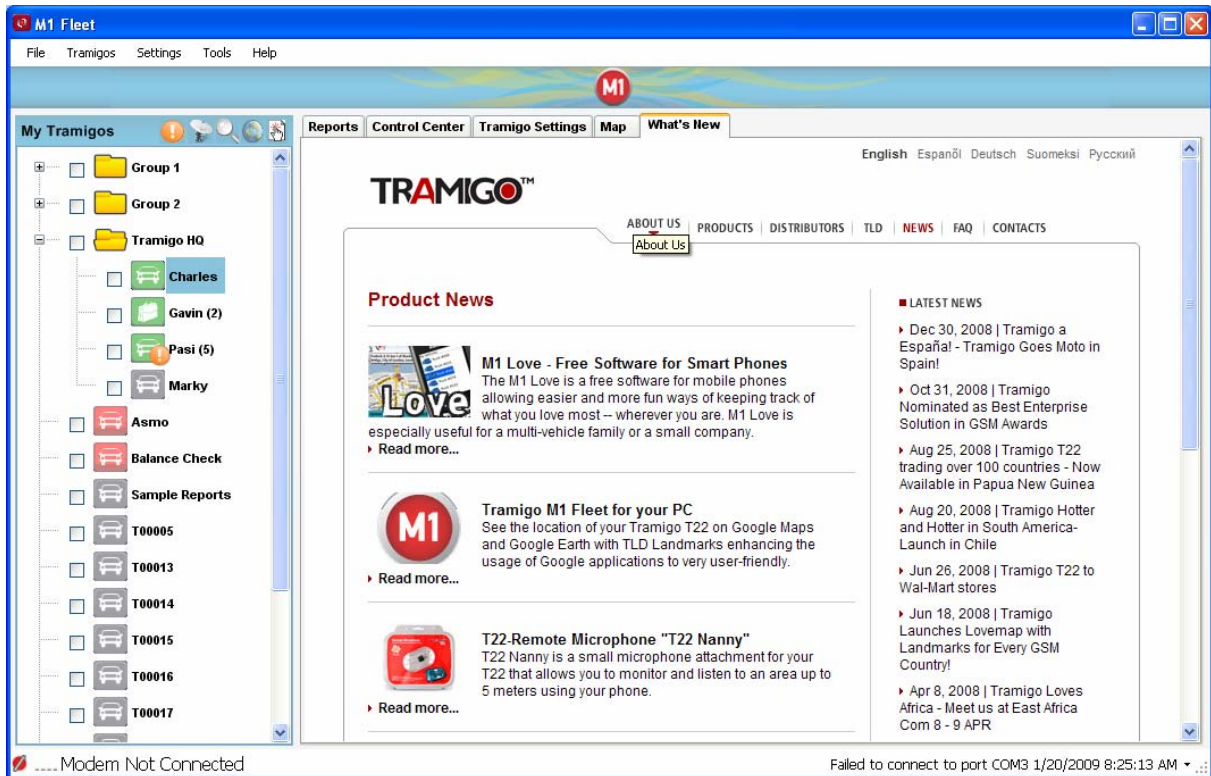 M1 Fleet
File Tramigos Settings Tools Help
M1
My Tramigos
Group 1
Group 2
Tramigo HQ
Charles
Gavin (2)
Pasi (5)
Marky
Asmo
Balance Check
Sample Reports
T00005
T00013
T00014
T00015
T00016
T00017
Reports Control Center Tramigo Settings Map What's New
English Espanõl Deutsch Suomeksi Русский
TRAMIGO™
ABOUT US PRODUCTS DISTRIBUTORS TLD NEWS FAQ CONTACTS
About Us
Product News
Love
M1 Love - Free Software for Smart Phones
The M1 Love is a free software for mobile phones
allowing easier and more fun ways of keeping track of
what you love most -- wherever you are. M1 Love is
especially useful for a multi-vehicle family or a small company.
Read more...
M1
Tramigo M1 Fleet for your PC
See the location of your Tramigo T22 on Google Maps
and Google Earth with TLD Landmarks enhancing the
usage of Google applications to very user-friendly.
Read more...
T22-Remote Microphone "T22 Nanny"
T22 Nanny is a small microphone attachment for your
T22 that allows you to monitor and listen to an area up to
5 meters using your phone.
Read more...
LATEST NEWS
Dec 30, 2008 | Tramigo a
España! - Tramigo Goes Moto in
Spain!
Oct 31, 2008 | Tramigo
Nominated as Best Enterprise
Solution in GSM Awards
Aug 25, 2008 | Tramigo T22
trading over 100 countries - Now
Available in Papua New Guinea
Aug 20, 2008 | Tramigo Hotter
and Hotter in South America-
Launch in Chile
Jun 26, 2008 | Tramigo T22 to
Wal-Mart stores
Jun 18, 2008 | Tramigo
Launches Lovemap with
Landmarks for Every GSM
Country!
Apr 8, 2008 | Tramigo Loves
Africa - Meet us at East Africa
Com 8 - 9 APR
.... Modem Not Connected
Failed to connect to port COM3 1/20/2009 8:25:13 AM